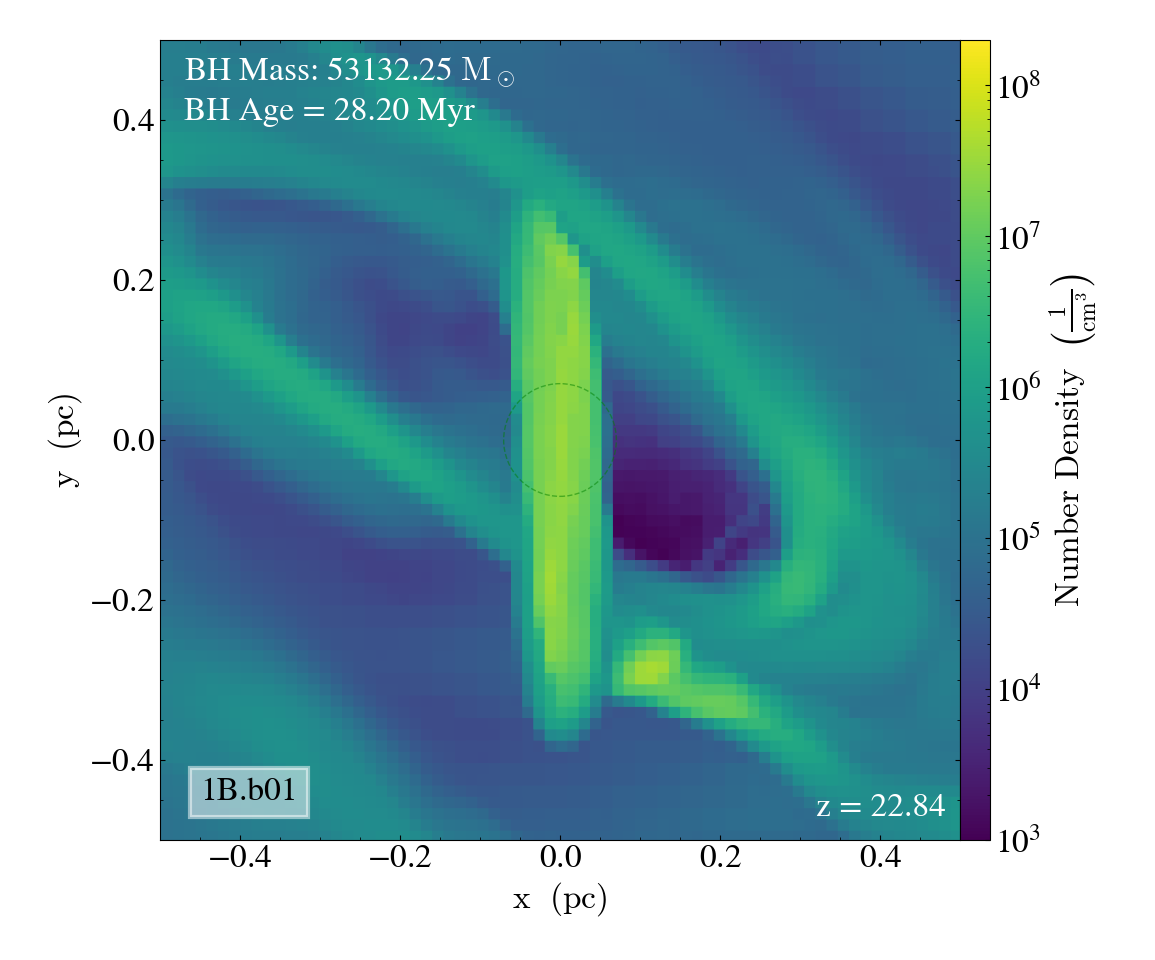 BH Mass: 53132.25 M⊙
BH Age = 28.20 Myr
1B.b01
z = 22.84
0.4
0.2
0.0
−0.2
−0.4
y (pc)
−0.4 −0.2 0.0 0.2 0.4
x (pc)
10⁸
10⁷
10⁶
10⁵
10⁴
10³
Number Density (1/cm³)